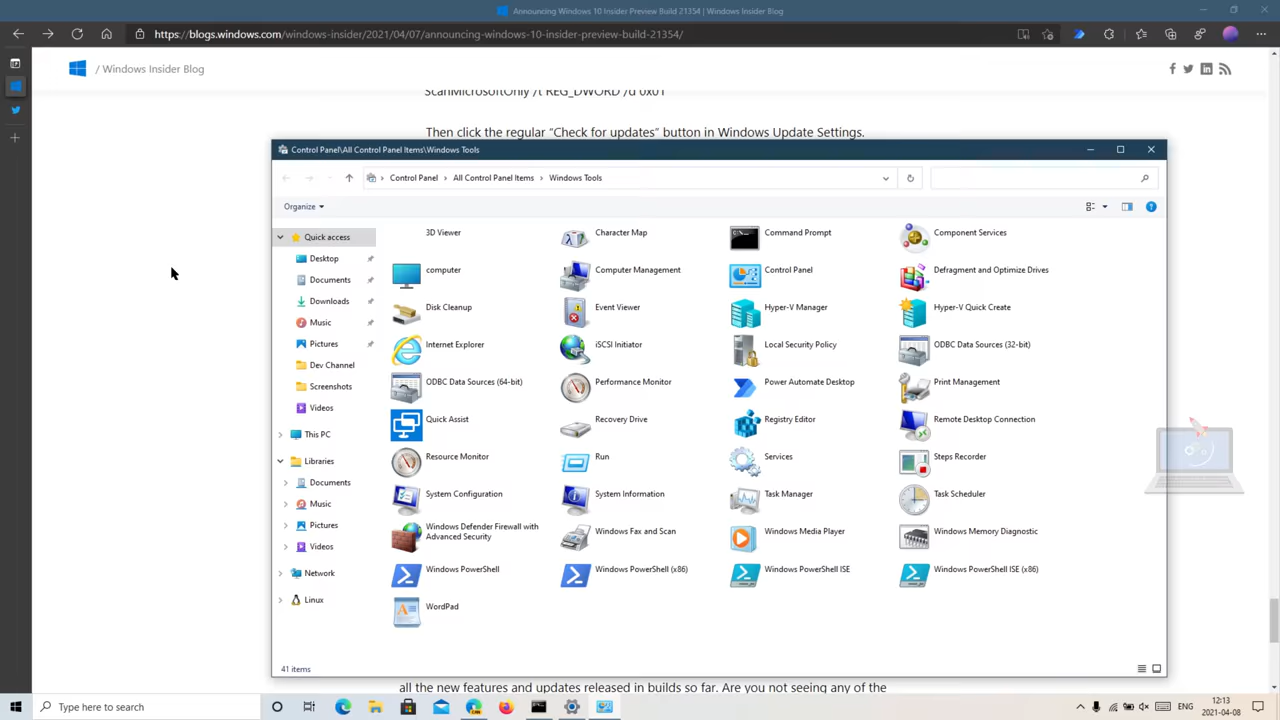 Announcing Windows 10 Insider Preview Build 21354 | Windows Insider Blog
https://blogs.windows.com/windows-insider/2021/04/07/announcing-windows-10-insider-preview-build-21354/
/ Windows Insider Blog
ScanMicrosoftOnly /t REG_DWORD /d 0x01
Then click the regular “Check for updates” button in Windows Update Settings.
Control Panel\All Control Panel Items\Windows Tools
Control Panel > All Control Panel Items > Windows Tools
Organize
Quick access
Desktop
Documents
Downloads
Music
Pictures
Dev Channel
Screenshots
Videos
This PC
Libraries
Documents
Music
Pictures
Videos
Network
Linux
3D Viewer
Character Map
Command Prompt
Component Services
computer
Computer Management
Control Panel
Defragment and Optimize Drives
Disk Cleanup
Event Viewer
Hyper-V Manager
Hyper-V Quick Create
Internet Explorer
iSCSI Initiator
Local Security Policy
ODBC Data Sources (32-bit)
ODBC Data Sources (64-bit)
Performance Monitor
Power Automate Desktop
Print Management
Quick Assist
Recovery Drive
Registry Editor
Remote Desktop Connection
Resource Monitor
Run
Services
Steps Recorder
System Configuration
System Information
Task Manager
Task Scheduler
Windows Defender Firewall with
Advanced Security
Windows Fax and Scan
Windows Media Player
Windows Memory Diagnostic
Windows PowerShell
Windows PowerShell (x86)
Windows PowerShell ISE
Windows PowerShell ISE (x86)
WordPad
41 items
all the new features and updates released in builds so far. Are you not seeing any of the
Type here to search
ENG
12:13
2021-04-08